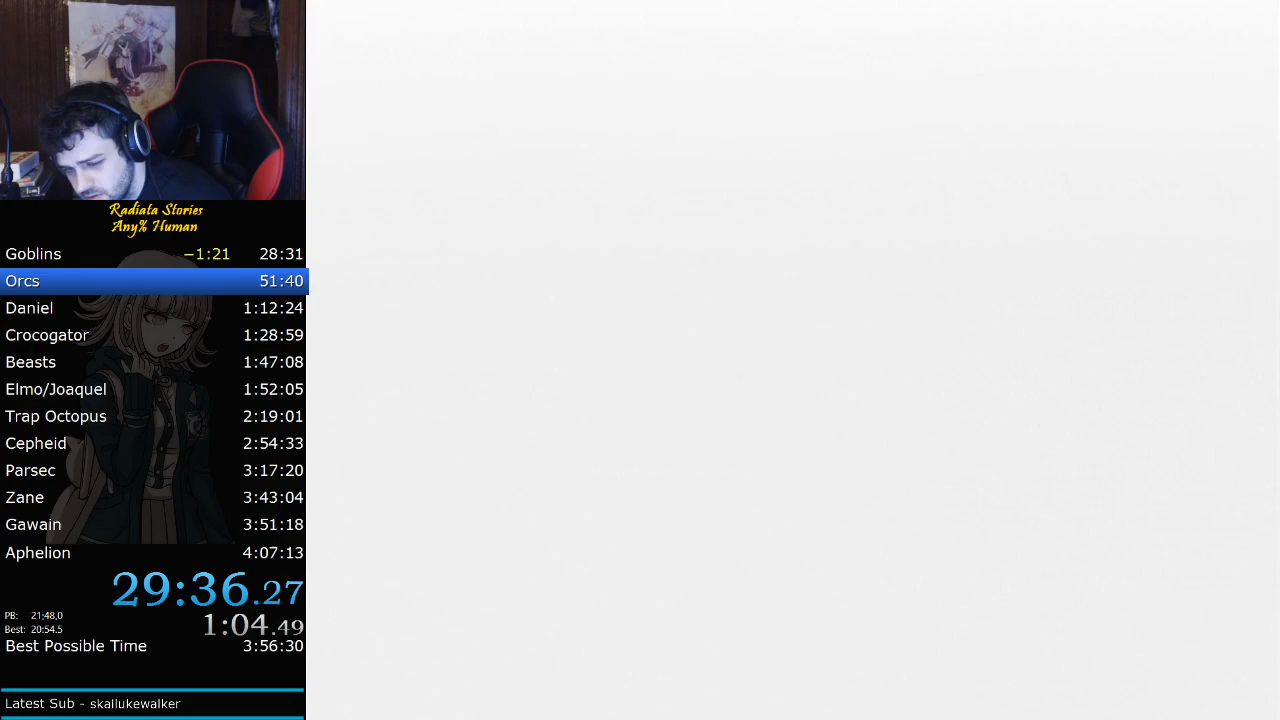 Radiata Stories
Any% Human
Goblins −1:21 28:31
Orcs 51:40
Daniel 1:12:24
Crocogator 1:28:59
Beasts 1:47:08
Elmo/Joaquel 1:52:05
Trap Octopus 2:19:01
Cepheid 2:54:33
Parsec 3:17:20
Zane 3:43:04
Gawain 3:51:18
Aphelion 4:07:13
29:36.27
PB: 21:48,0
Best: 20:54.5
1:04.49
Best Possible Time 3:56:30
Latest Sub - skallukewalker